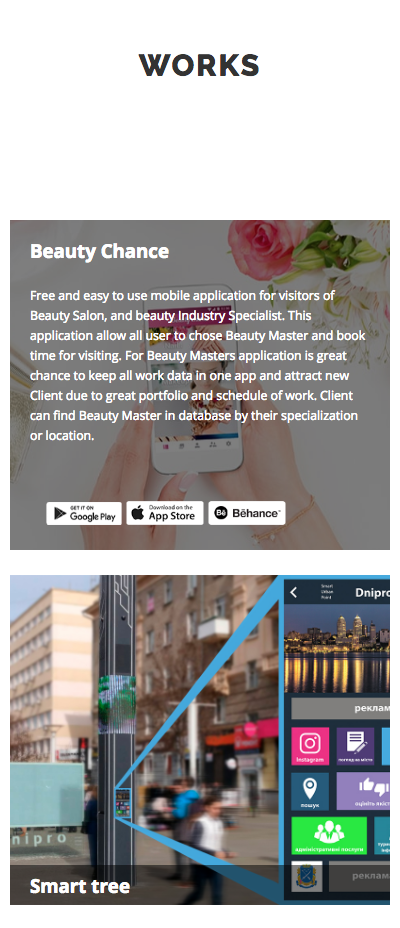 WORKS
Beauty Chance
Free and easy to use mobile application for visitors of
Beauty Salon, and beauty Industry Specialist. This
application allow all user to chose Beauty Master and book
time for visiting. For Beauty Masters application is great
chance to keep all work data in one app and attract new
Client due to great portfolio and schedule of work. Client
can find Beauty Master in database by their specialization
or location.
GET IT ON
Google Play
Download on the
App Store
Bē
Bēhance™
Smart
Urban
Point
Dnipro
реклам
Instagram
погляд на місто
пошук
оцініть якіст
адміністративні послуги
реклам
nipro
Smart tree